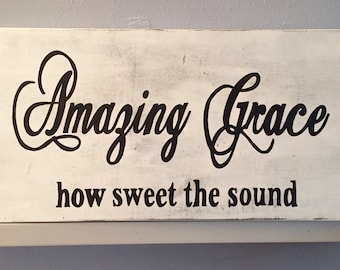 Amazing Grace
how sweet the sound